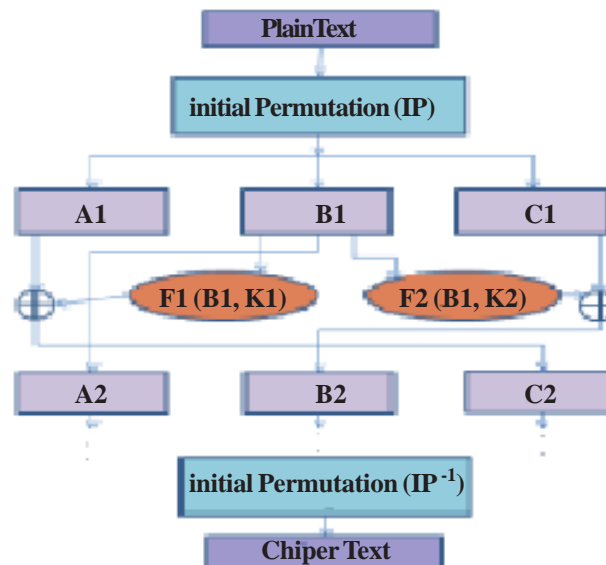 PlainText
initial Permutation (IP)
A1 B1 C1
F1 (B1, K1) F2 (B1, K2)
A2 B2 C2
initial Permutation (IP⁻¹)
Chiper Text